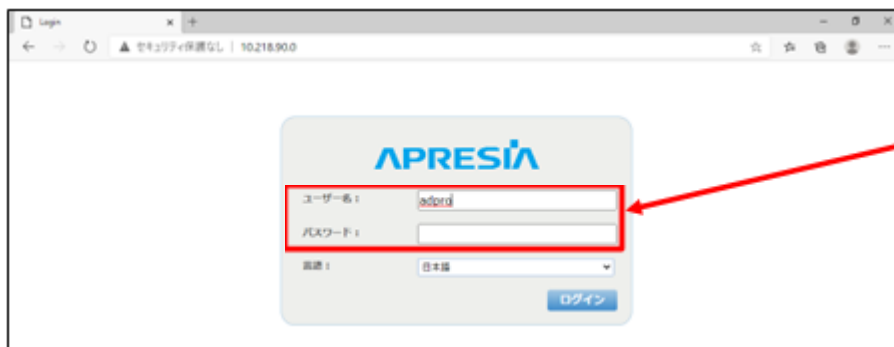 Login
セキュリティ保護なし | 10.218.90.0
APRESIA
ユーザー名：
adpro
パスワード：
言語：
日本語
ログイン